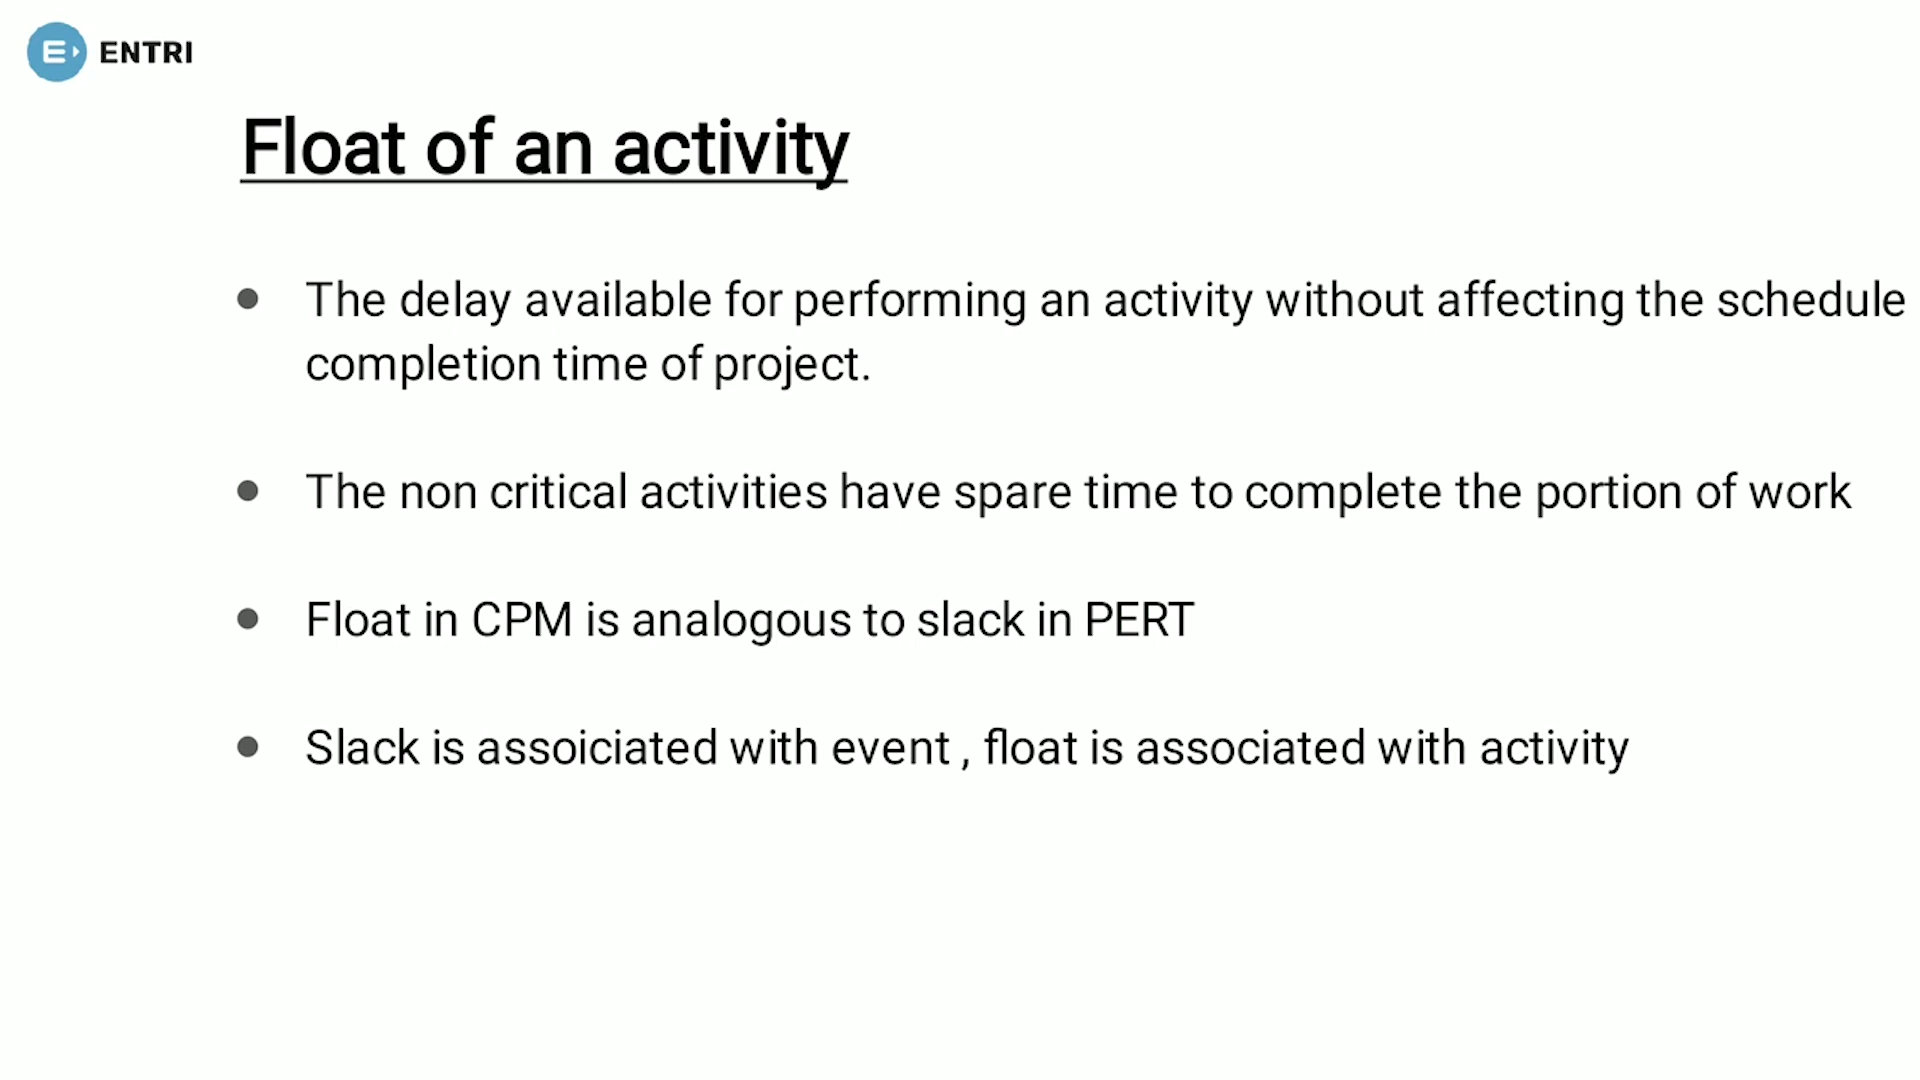 ENTRI
Float of an activity
● The delay available for performing an activity without affecting the schedule
completion time of project.
● The non critical activities have spare time to complete the portion of work
● Float in CPM is analogous to slack in PERT
● Slack is assoiciated with event , float is associated with activity